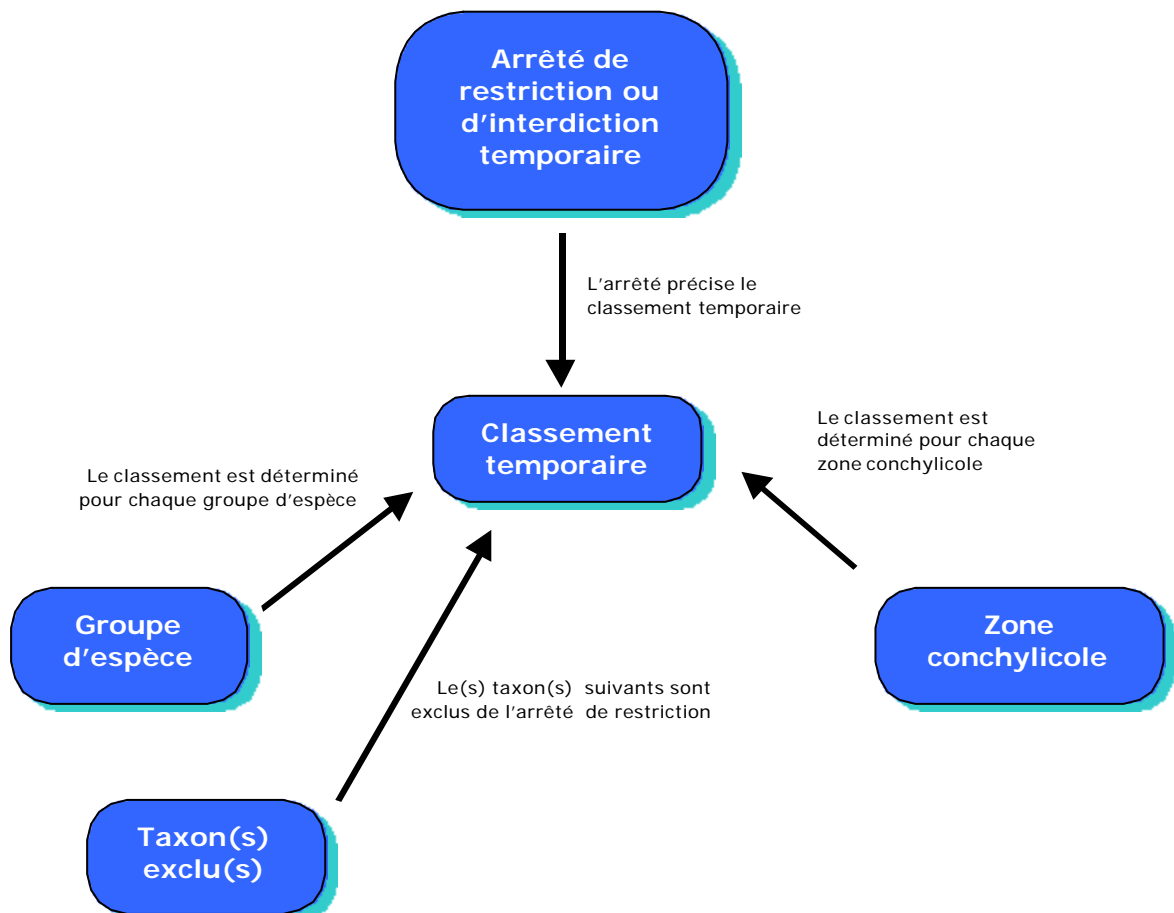 Arrêté de
restriction ou
d'interdiction
temporaire
L'arrêté précise le
classement temporaire
Classement
temporaire
Le classement est
déterminé pour chaque
zone conchylicole
Le classement est déterminé
pour chaque groupe d'espèce
Groupe
d'espèce
Zone
conchylicole
Le(s) taxon(s) suivants sont
exclus de l'arrêté de restriction
Taxon(s)
exclu(s)